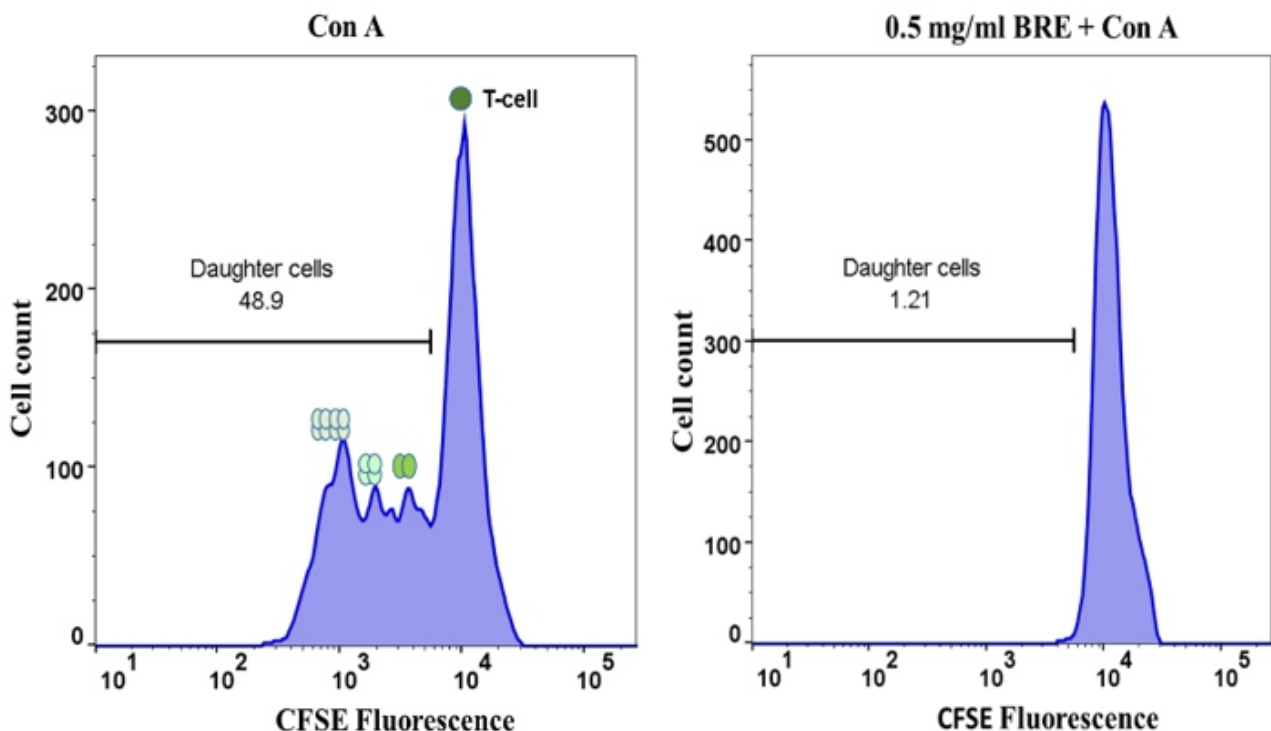 Con A
T-cell
Daughter cells
48.9
Cell count
300
200
100
0
10^1
10^2
10^3
10^4
10^5
CFSE Fluorescence
0.5 mg/ml BRE + Con A
Daughter cells
1.21
Cell count
500
400
300
200
100
0
10^1
10^2
10^3
10^4
10^5
CFSE Fluorescence